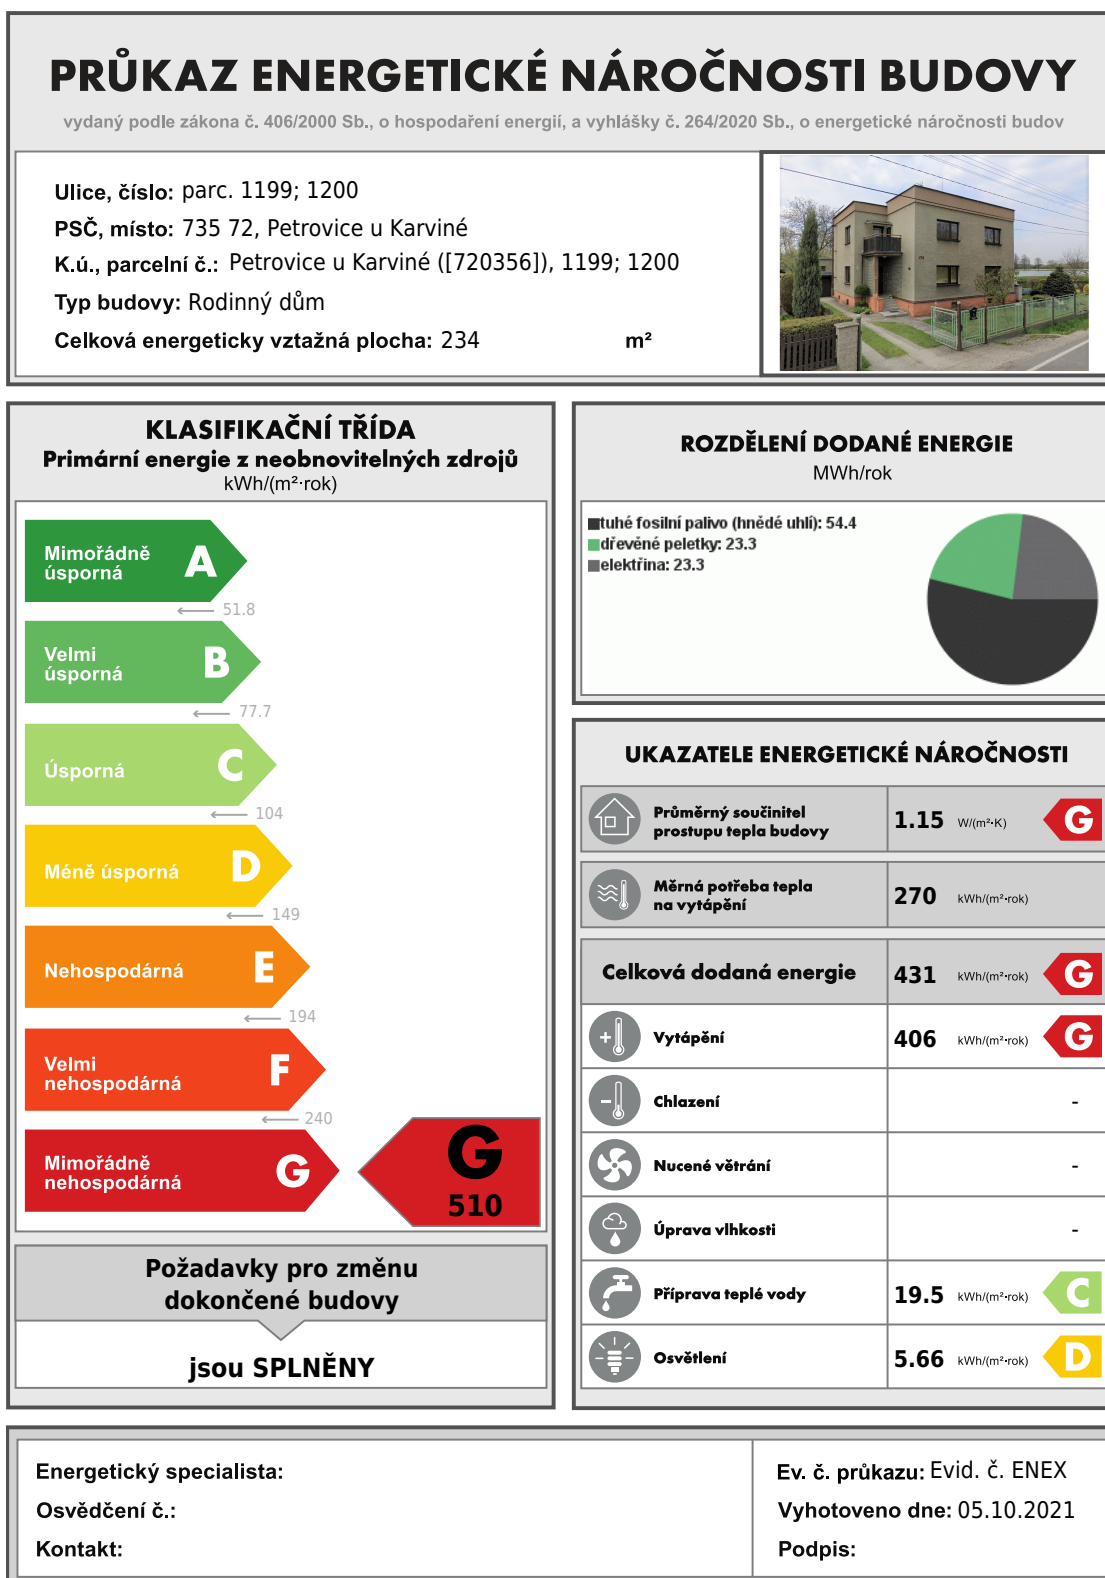 PRŮKAZ ENERGETICKÉ NÁROČNOSTI BUDOVY
vydaný podle zákona č. 406/2000 Sb., o hospodaření energií, a vyhlášky č. 264/2020 Sb., o energetické náročnosti budov
Ulice, číslo: parc. 1199; 1200
PSČ, místo: 735 72, Petrovice u Karviné
K.ú., parcelní č.: Petrovice u Karviné ([720356]), 1199; 1200
Typ budovy: Rodinný dům
Celková energeticky vztažná plocha: 234 m²
KLASIFIKAČNÍ TŘÍDA
Primární energie z neobnovitelných zdrojů
kWh/(m²·rok)
Mimořádně
úsporná A
51.8
Velmi
úsporná B
77.7
Úsporná C
104
Méně úsporná D
149
Nehospodárná E
194
Velmi
nehospodárná F
240
Mimořádně
nehospodárná G
G
510
Požadavky pro změnu
dokončené budovy
jsou SPLNĚNY
ROZDĚLENÍ DODANÉ ENERGIE
MWh/rok
tuhé fosilní palivo (hnědé uhlí): 54.4
dřevěné peletky: 23.3
elektřina: 23.3
UKAZATELE ENERGETICKÉ NÁROČNOSTI
Průměrný součinitel
prostupu tepla budovy 1.15 W/(m²·K) G
Měrná potřeba tepla
na vytápění 270 kWh/(m²·rok)
Celková dodaná energie 431 kWh/(m²·rok) G
Vytápění 406 kWh/(m²·rok) G
Chlazení -
Nucené větrání -
Úprava vlhkosti -
Příprava teplé vody 19.5 kWh/(m²·rok) C
Osvětlení 5.66 kWh/(m²·rok) D
Energetický specialista:
Osvědčení č.:
Kontakt:
Ev. č. průkazu: Evid. č. ENEX
Vyhotoveno dne: 05.10.2021
Podpis: